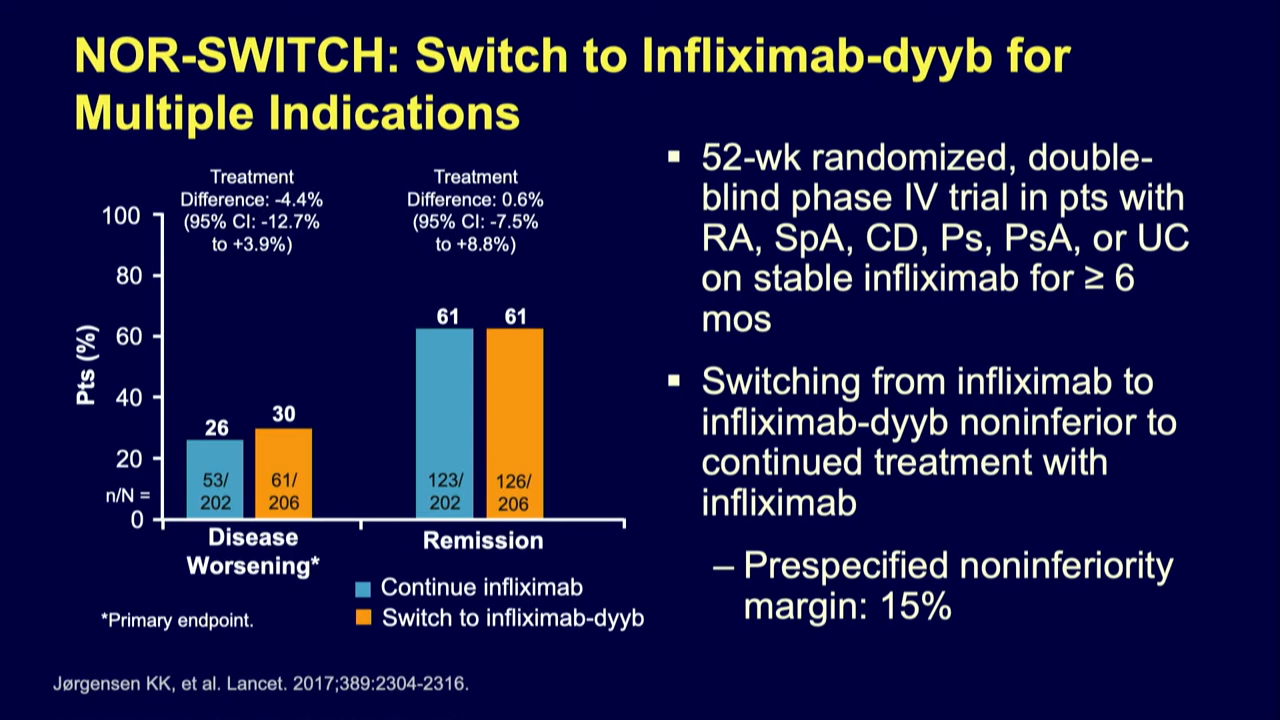 NOR-SWITCH: Switch to Infliximab-dyyb for
Multiple Indications
Treatment
Difference: -4.4%
(95% CI: -12.7%
to +3.9%)
Treatment
Difference: 0.6%
(95% CI: -7.5%
to +8.8%)
Pts (%)
100
80
60
40
20
0
n/N =
26
30
61
61
53/
202
61/
206
123/
202
126/
206
Disease
Worsening*
Remission
Continue infliximab
Switch to infliximab-dyyb
*Primary endpoint.
▪ 52-wk randomized, double-
blind phase IV trial in pts with
RA, SpA, CD, Ps, PsA, or UC
on stable infliximab for ≥ 6
mos
▪ Switching from infliximab to
infliximab-dyyb noninferior to
continued treatment with
infliximab
– Prespecified noninferiority
margin: 15%
Jørgensen KK, et al. Lancet. 2017;389:2304-2316.